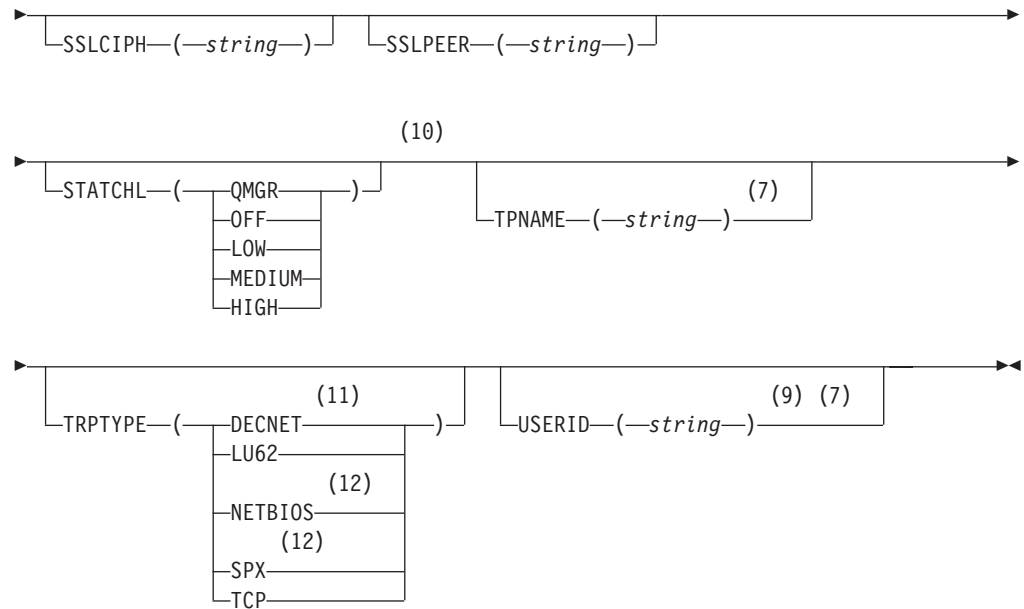 SSLCIPH ( string ) SSLPEER ( string )
(10)
STATCHL ( QMGR ) (7)
OFF TPNAME ( string )
LOW
MEDIUM
HIGH
(11) (9) (7)
TRPTYPE ( DECNET ) USERID ( string )
LU62
(12)
NETBIOS
(12)
SPX
TCP